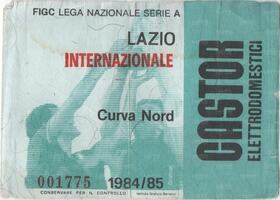 FIGC LEGA NAZIONALE SERIE A
LAZIO
INTERNAZIONALE
Curva Nord
001775 1984/85
CONSERVARE PER IL CONTROLLO
CASTOR
ELETTRODOMESTICI